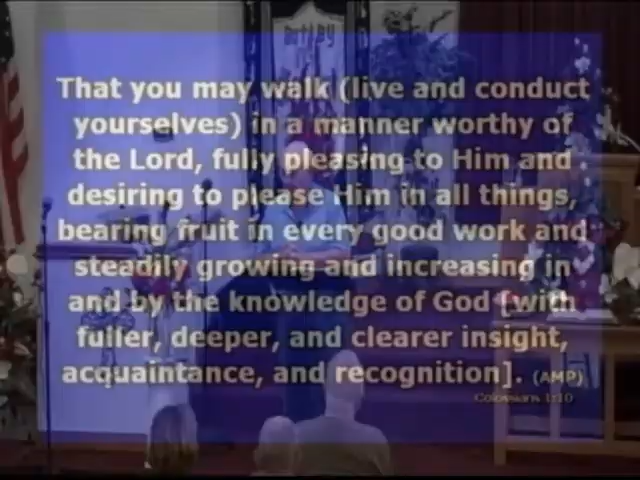 That you may walk (live and conduct
yourselves) in a manner worthy of
the Lord, fully pleasing to Him and
desiring to please Him in all things,
bearing fruit in every good work and
steadily growing and increasing in
and by the knowledge of God [with
fuller, deeper, and clearer insight,
acquaintance, and recognition]. (AMP)
Colossians 1:10